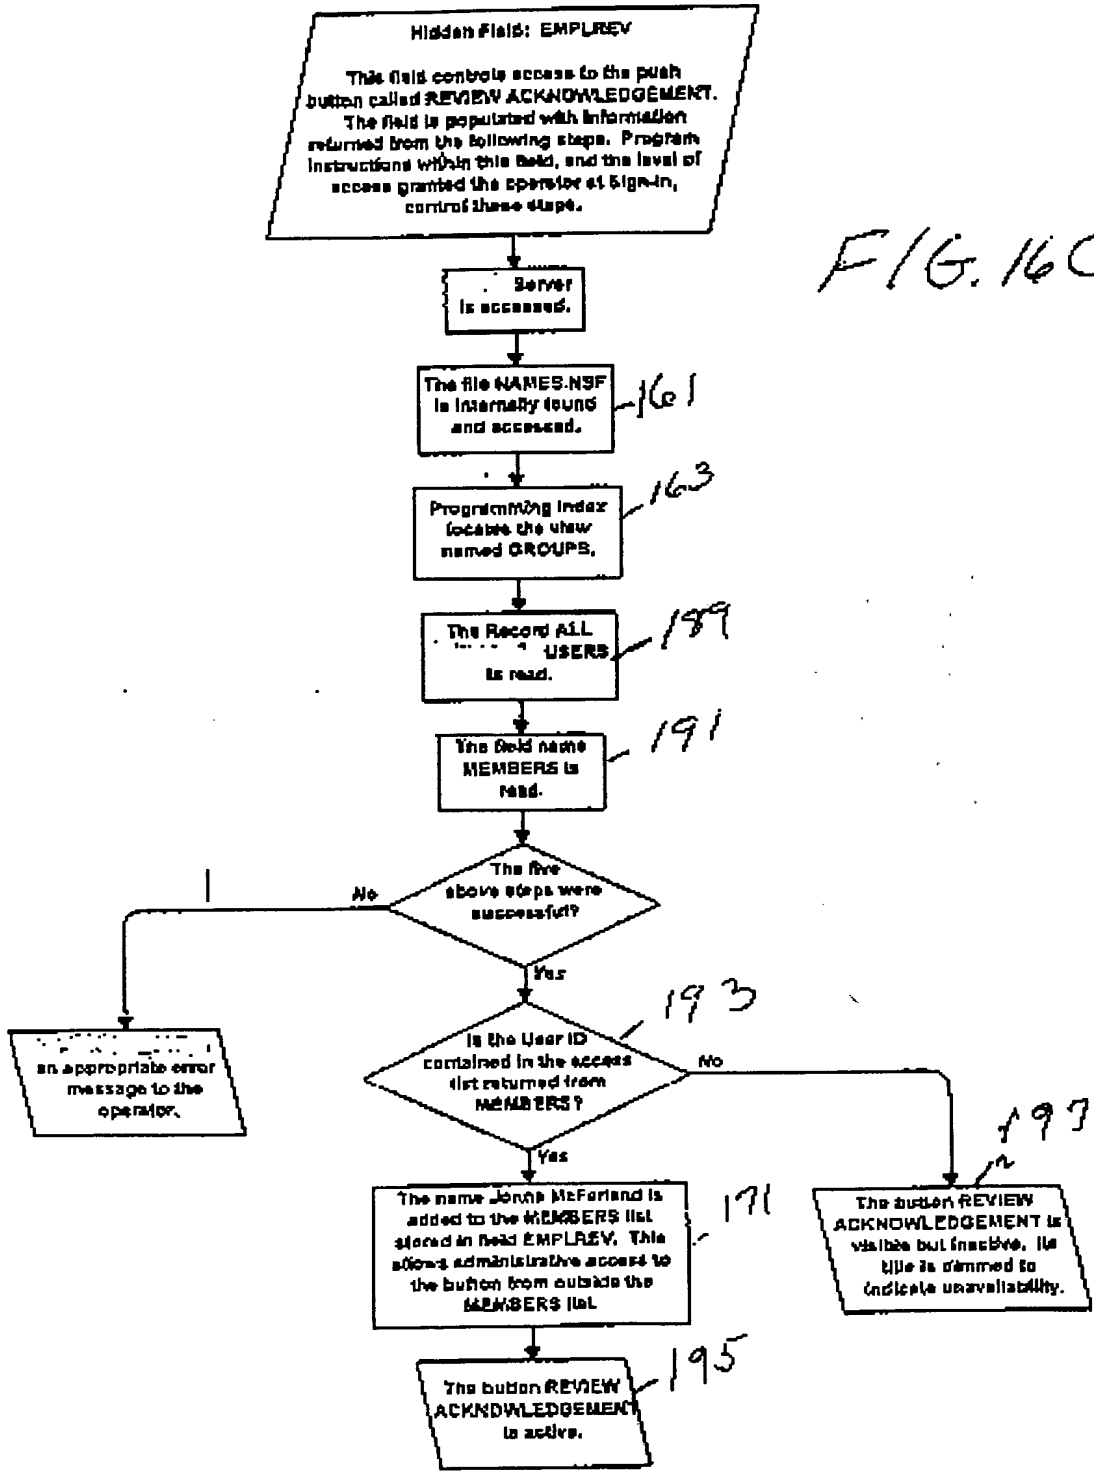 Hidden Field: EMPLREV
This field controls access to the push
button called REVIEW ACKNOWLEDGEMENT.
The field is populated with information
returned from the following steps. Program
instructions within this field, and the level of
access granted the operator at Sign-in,
control these steps.
FIG. 16C
Server
is accessed.
The file NAMES.NSF
is internally found
and accessed.
161
Programming index
locates the view
named GROUPS.
163
The Record ALL
USERS
is read.
189
The field name
MEMBERS is
read.
191
The five
above steps were
successful?
No
Yes
an appropriate error
message to the
operator.
Is the User ID
contained in the access
list returned from
MEMBERS?
193
No
Yes
The name Jonna McFarland is
added to the MEMBERS list
stored in field EMPLREV. This
allows administrative access to
the button from outside the
MEMBERS list
171
197
The button REVIEW
ACKNOWLEDGEMENT is
visible but inactive. Its
title is dimmed to
indicate unavailability.
The button REVIEW
ACKNOWLEDGEMENT
is active.
195